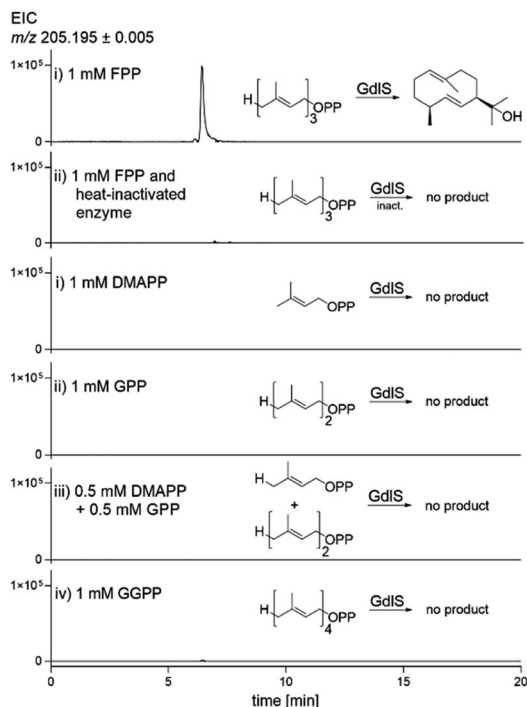 EIC
m/z 205.195 ± 0.005
1×10⁵
i) 1 mM FPP
H
3
OPP
GdlS
OH
0
1×10⁵
ii) 1 mM FPP and
heat-inactivated
enzyme
H
3
OPP
GdlS
inact.
no product
0
1×10⁵
i) 1 mM DMAPP
OPP
GdlS
no product
0
1×10⁵
ii) 1 mM GPP
H
2
OPP
GdlS
no product
0
1×10⁵
iii) 0.5 mM DMAPP
+ 0.5 mM GPP
H
OPP
+
H
2
OPP
GdlS
no product
0
1×10⁵
iv) 1 mM GGPP
H
4
OPP
GdlS
no product
0
0 5 10 15 20
time [min]